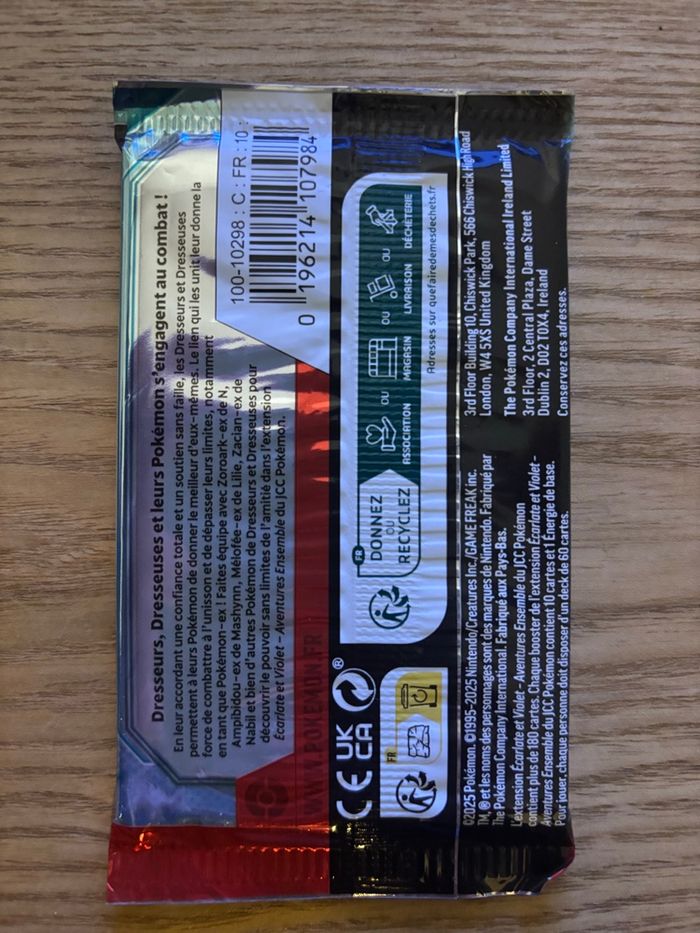 Dresseurs, Dresseuses et leurs Pokémon s'engagent au combat !
En leur accordant une confiance totale et un soutien sans faille, les Dresseurs et Dresseuses
permettent à leurs Pokémon de donner le meilleur d'eux-mêmes. Le lien qui les unit leur donne la
force de combattre à l'unisson et de dépasser leurs limites, notamment
en tant que Pokémon-ex ! Faites équipe avec Zoroark-ex de N,
Ampibidou-ex de Mashynn, Mélofée-ex de Lilie, Zacian-ex de
Nabil et bien d'autres Pokémon de Dresseurs et Dresseuses pour
découvrir le pouvoir sans limites de l'amitié dans l'extension
Écarlate et Violet – Aventures Ensemble du JCC Pokémon.
100-10298 : C : FR : 10 :
0 196214 107984
WWW.POKEMON.FR
CE UK CA ®
FR
FR
DONNEZ
OU
RECYCLEZ
ASSOCIATION
OU
MAGASIN
OU
LIVRAISON
OU
DÉCHÈTERIE
Adresses sur quefairedemesdechets.fr
©2025 Pokémon. ©1995-2025 Nintendo/Creatures Inc./GAME FREAK inc.
TM, ® et les noms des personnages sont des marques de Nintendo. Fabriqué par
The Pokémon Company International. Fabriqué aux Pays-Bas.
L'extension Écarlate et Violet – Aventures Ensemble du JCC Pokémon
contient plus de 180 cartes. Chaque booster de l'extension Écarlate et Violet –
Aventures Ensemble du JCC Pokémon contient 10 cartes et 1 Énergie de base.
Pour jouer, chaque personne doit disposer d'un deck de 60 cartes.
3rd Floor Building 10, Chiswick Park, 566 Chiswick High Road
London, W4 5XS United Kingdom
The Pokémon Company International Ireland Limited
3rd Floor, 2 Central Plaza, Dame Street
Dublin 2, D02 T0X4, Ireland
Conservez ces adresses.